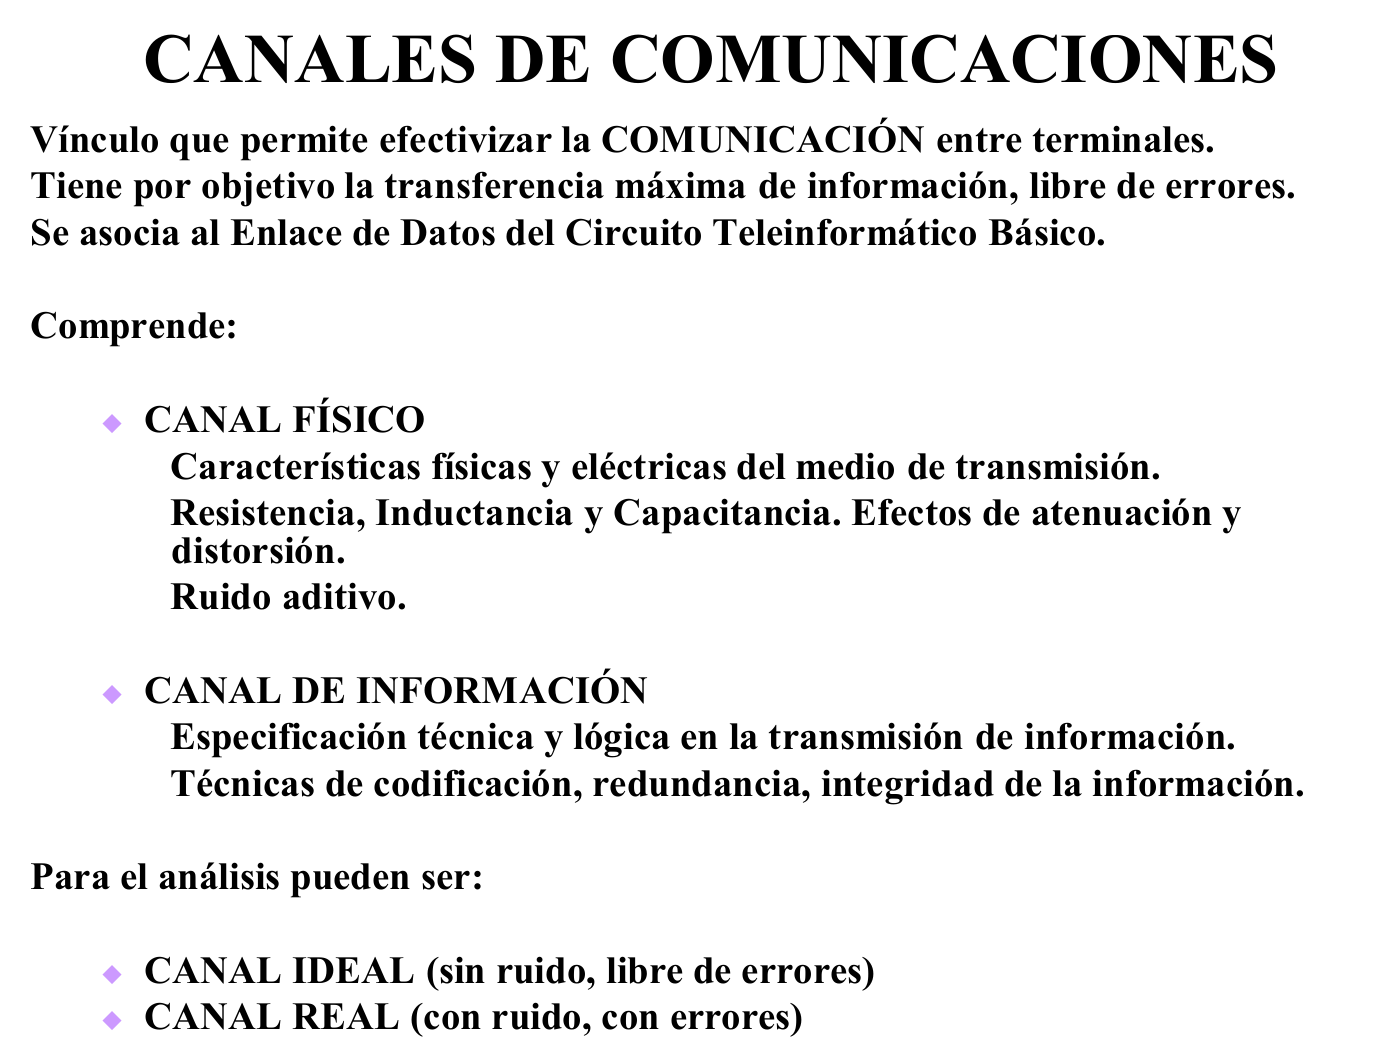 CANALES DE COMUNICACIONES
Vínculo que permite efectivizar la COMUNICACIÓN entre terminales.
Tiene por objetivo la transferencia máxima de información, libre de errores.
Se asocia al Enlace de Datos del Circuito Teleinformático Básico.
Comprende:
◆ CANAL FÍSICO
Características físicas y eléctricas del medio de transmisión.
Resistencia, Inductancia y Capacitancia. Efectos de atenuación y
distorsión.
Ruido aditivo.
◆ CANAL DE INFORMACIÓN
Especificación técnica y lógica en la transmisión de información.
Técnicas de codificación, redundancia, integridad de la información.
Para el análisis pueden ser:
◆ CANAL IDEAL (sin ruido, libre de errores)
◆ CANAL REAL (con ruido, con errores)